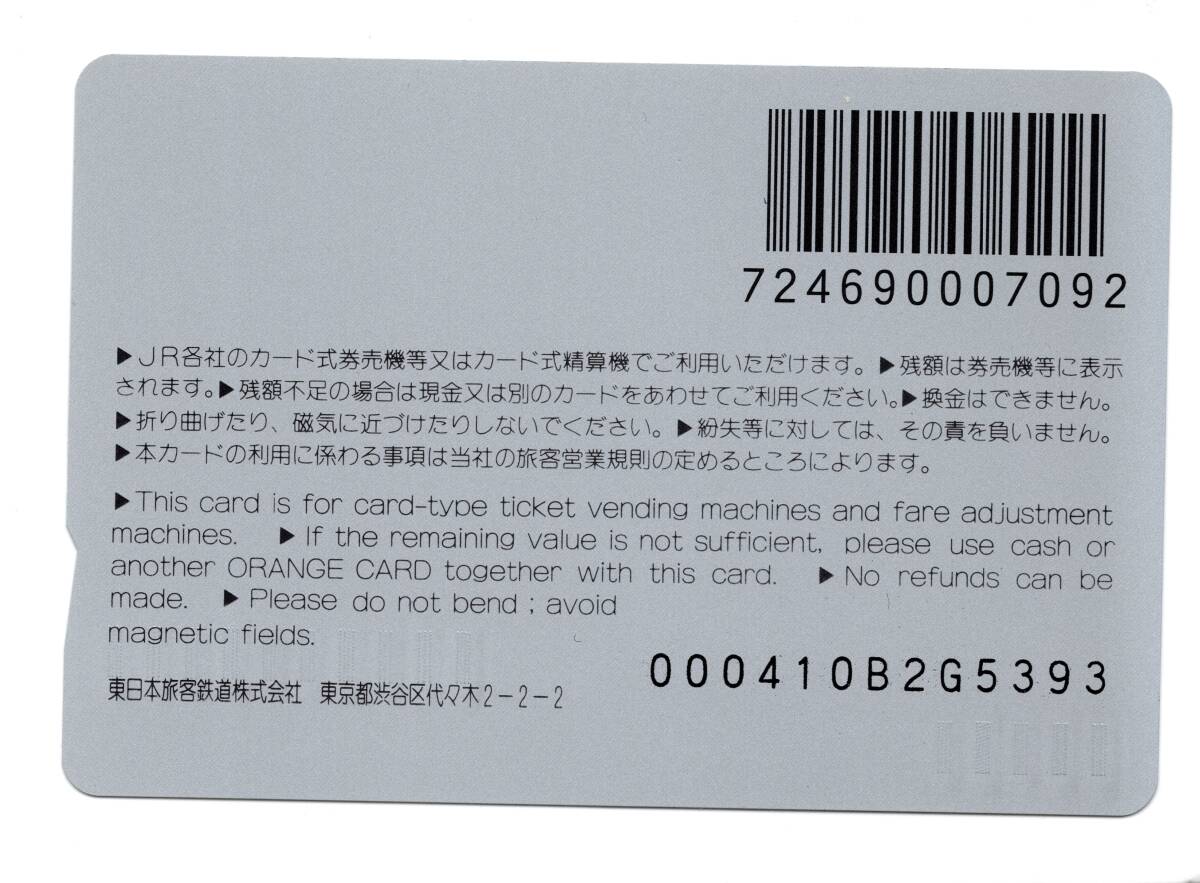 724690007092
▶JR各社のカード式券売機等又はカード式精算機でご利用いただけます。▶残額は券売機等に表示
されます。▶残額不足の場合は現金又は別のカードをあわせてご利用ください。▶換金はできません。
▶折り曲げたり、磁気に近づけたりしないでください。▶紛失等に対しては、その責を負いません。
▶本カードの利用に係わる事項は当社の旅客営業規則の定めるところによります。
▶This card is for card-type ticket vending machines and fare adjustment
machines. ▶If the remaining value is not sufficient, please use cash or
another ORANGE CARD together with this card. ▶No refunds can be
made. ▶Please do not bend ; avoid
magnetic fields.
000410B2G5393
東日本旅客鉄道株式会社 東京都渋谷区代々木2-2-2